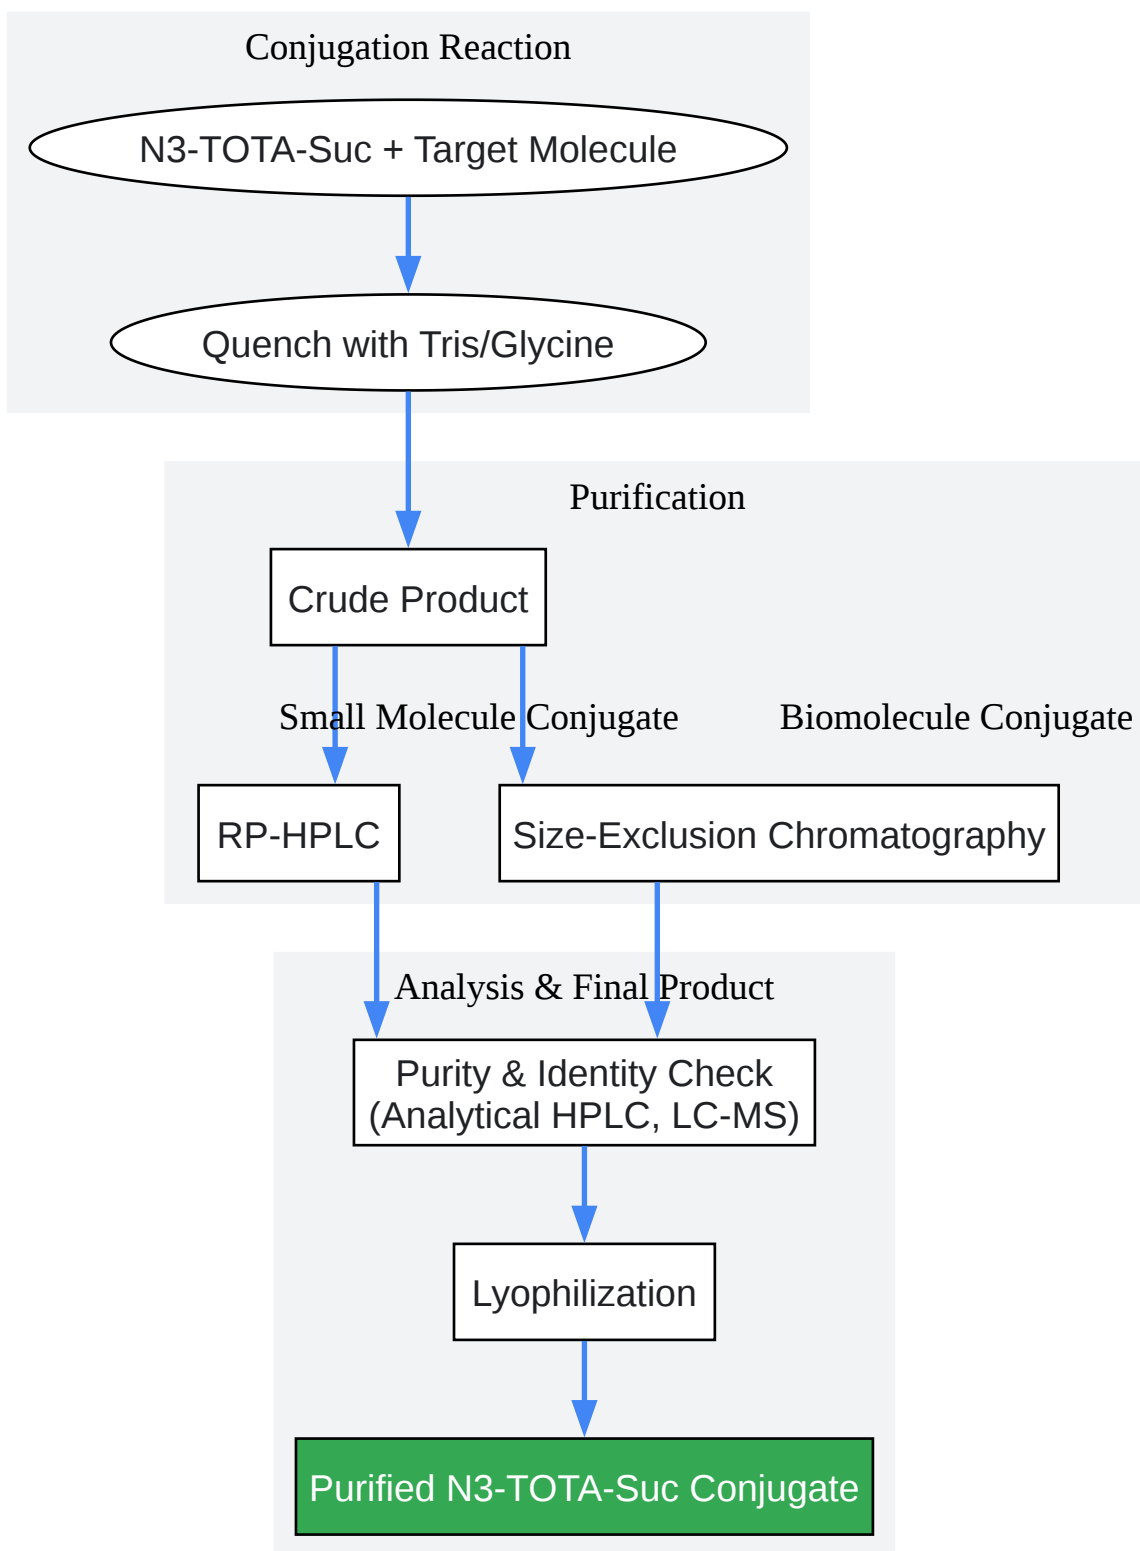 Conjugation Reaction
N3-TOTA-Suc + Target Molecule
Quench with Tris/Glycine
Purification
Crude Product
Small Molecule Conjugate
Biomolecule Conjugate
RP-HPLC
Size-Exclusion Chromatography
Analysis & Final Product
Purity & Identity Check
(Analytical HPLC, LC-MS)
Lyophilization
Purified N3-TOTA-Suc Conjugate